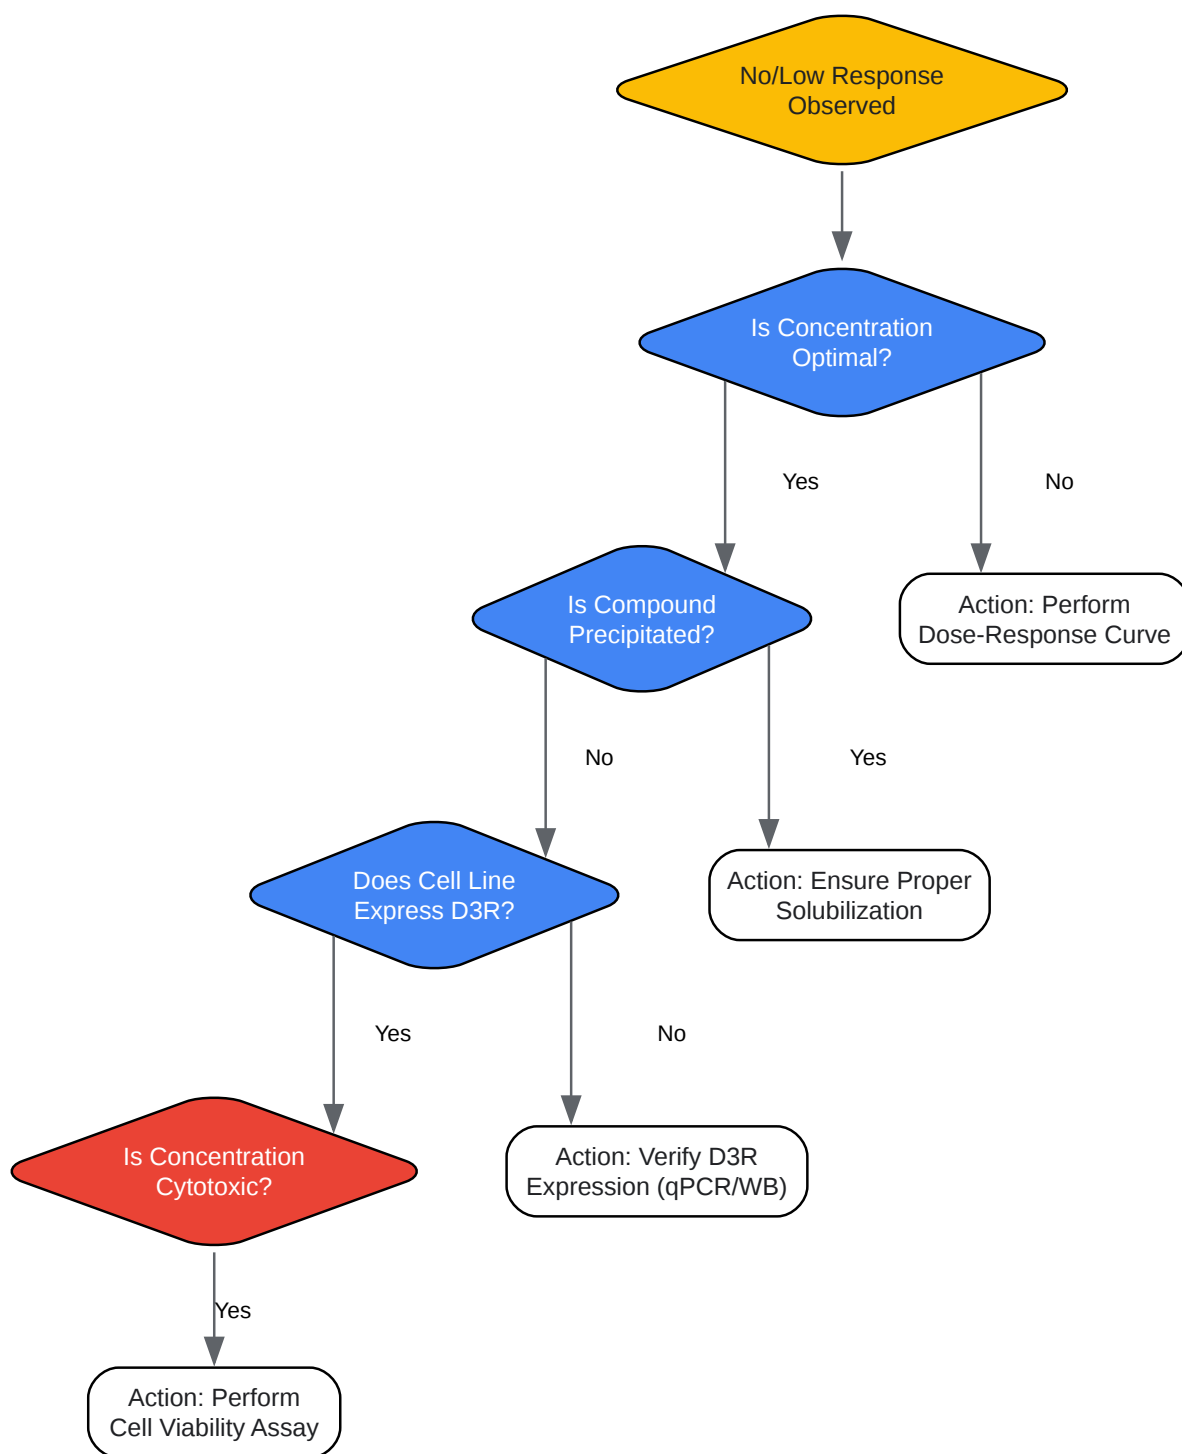 No/Low Response
Observed
Is Concentration
Optimal?
Yes
No
Is Compound
Precipitated?
Action: Perform
Dose-Response Curve
No
Yes
Does Cell Line
Express D3R?
Action: Ensure Proper
Solubilization
Yes
No
Is Concentration
Cytotoxic?
Action: Verify D3R
Expression (qPCR/WB)
Yes
Action: Perform
Cell Viability Assay